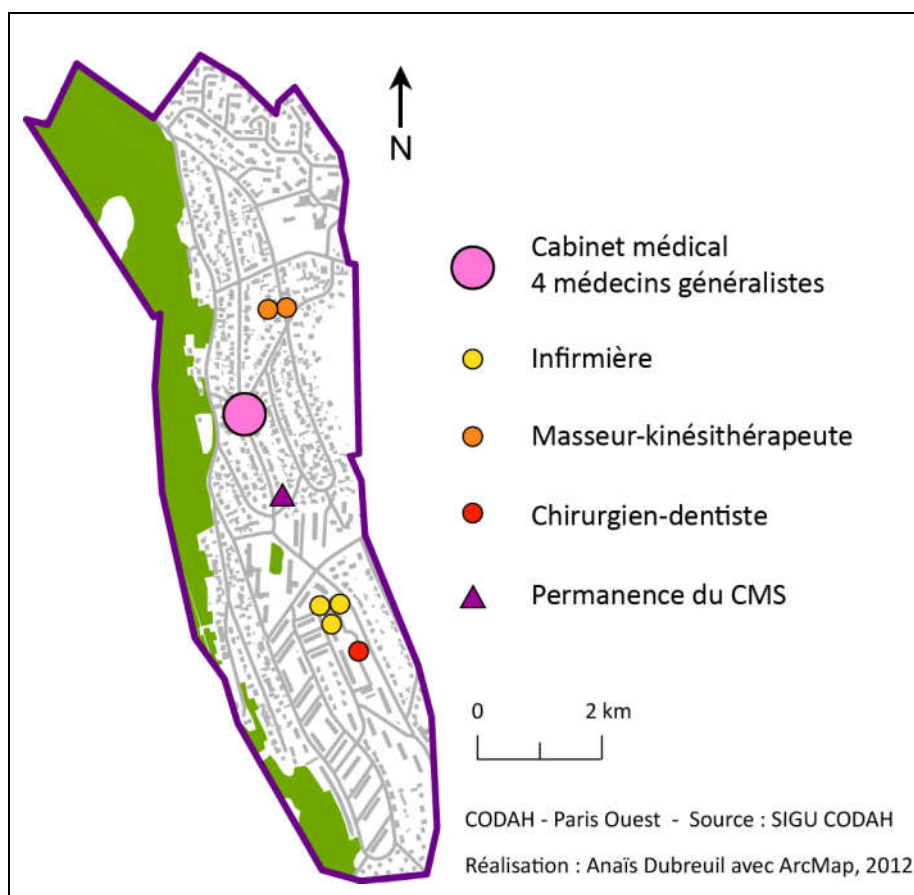 N
Cabinet médical
4 médecins généralistes
Infirmière
Masseur-kinésithérapeute
Chirurgien-dentiste
Permanence du CMS
0 2 km
CODAH - Paris Ouest - Source : SIGU CODAH
Réalisation : Anaïs Dubreuil avec ArcMap, 2012